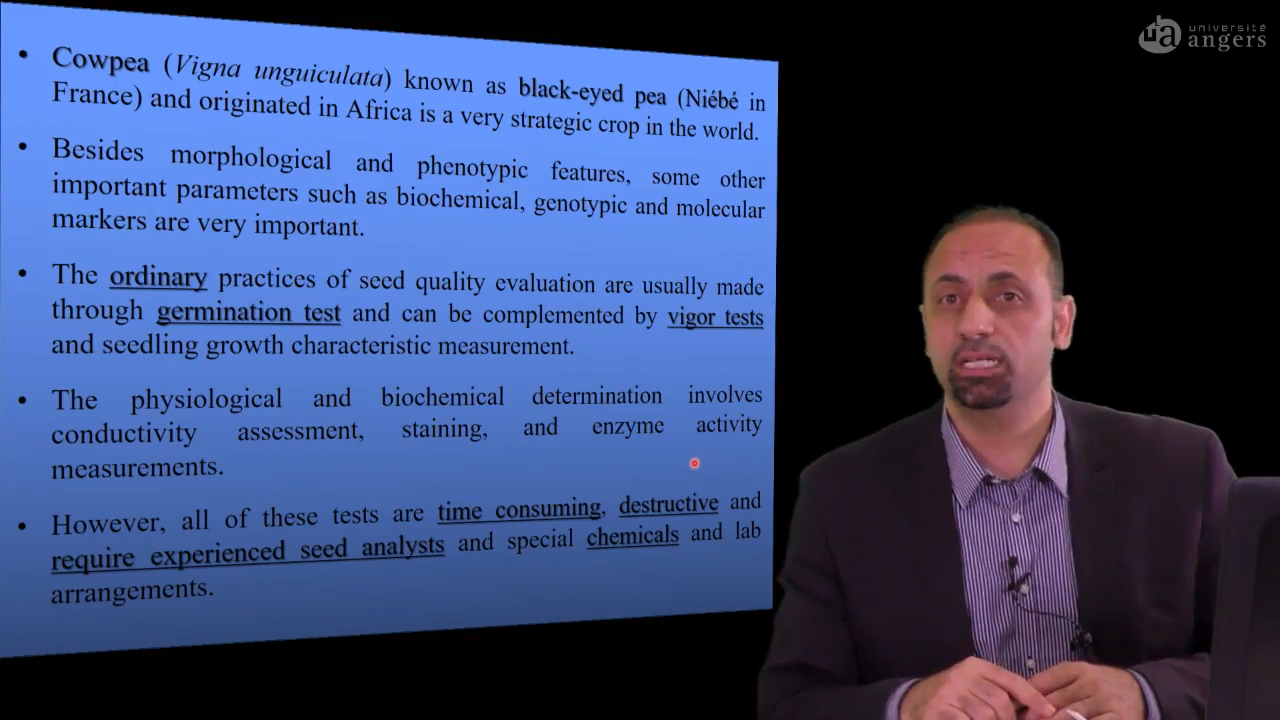 université
angers
• Cowpea (Vigna unguiculata) known as black-eyed pea (Niébé in
France) and originated in Africa is a very strategic crop in the world.
• Besides morphological and phenotypic features, some other
important parameters such as biochemical, genotypic and molecular
markers are very important.
• The ordinary practices of seed quality evaluation are usually made
through germination test and can be complemented by vigor tests
and seedling growth characteristic measurement.
• The physiological and biochemical determination involves
conductivity assessment, staining, and enzyme activity
measurements.
• However, all of these tests are time consuming, destructive and
require experienced seed analysts and special chemicals and lab
arrangements.